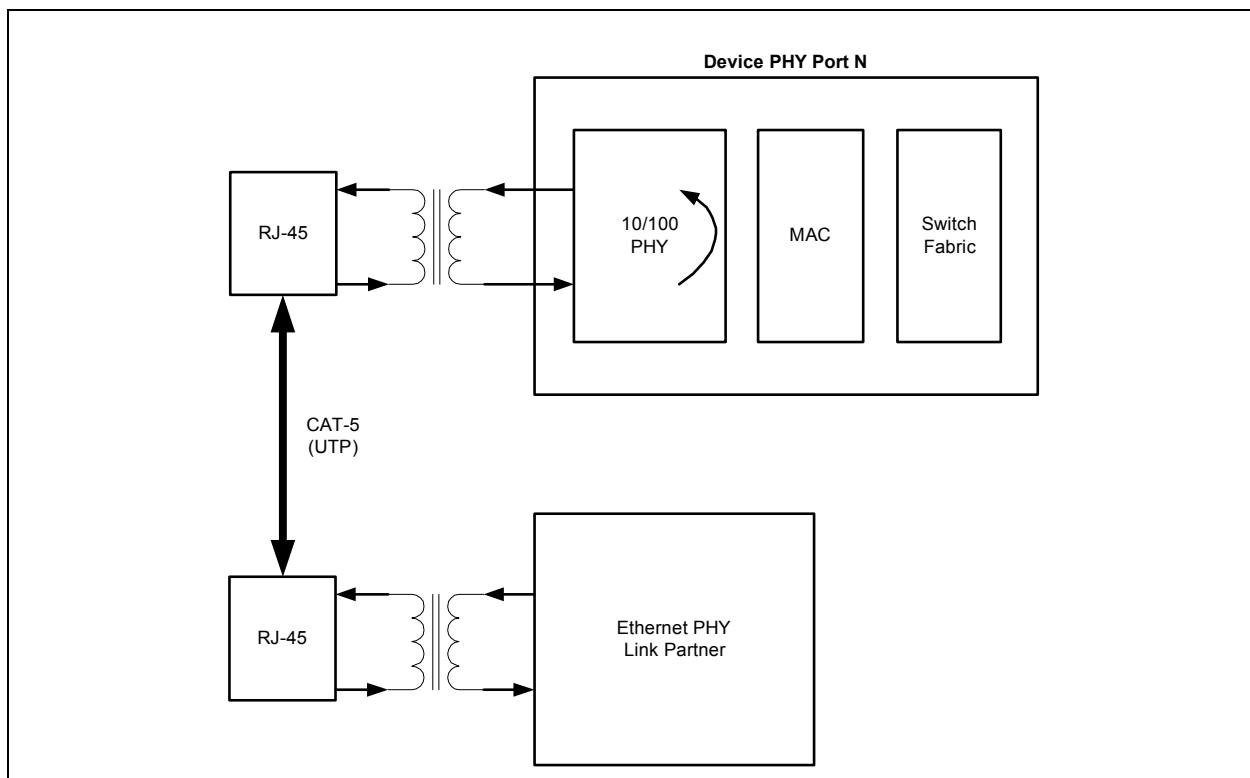 Device PHY Port N
RJ-45
10/100
PHY
MAC
Switch
Fabric
CAT-5
(UTP)
RJ-45
Ethernet PHY
Link Partner